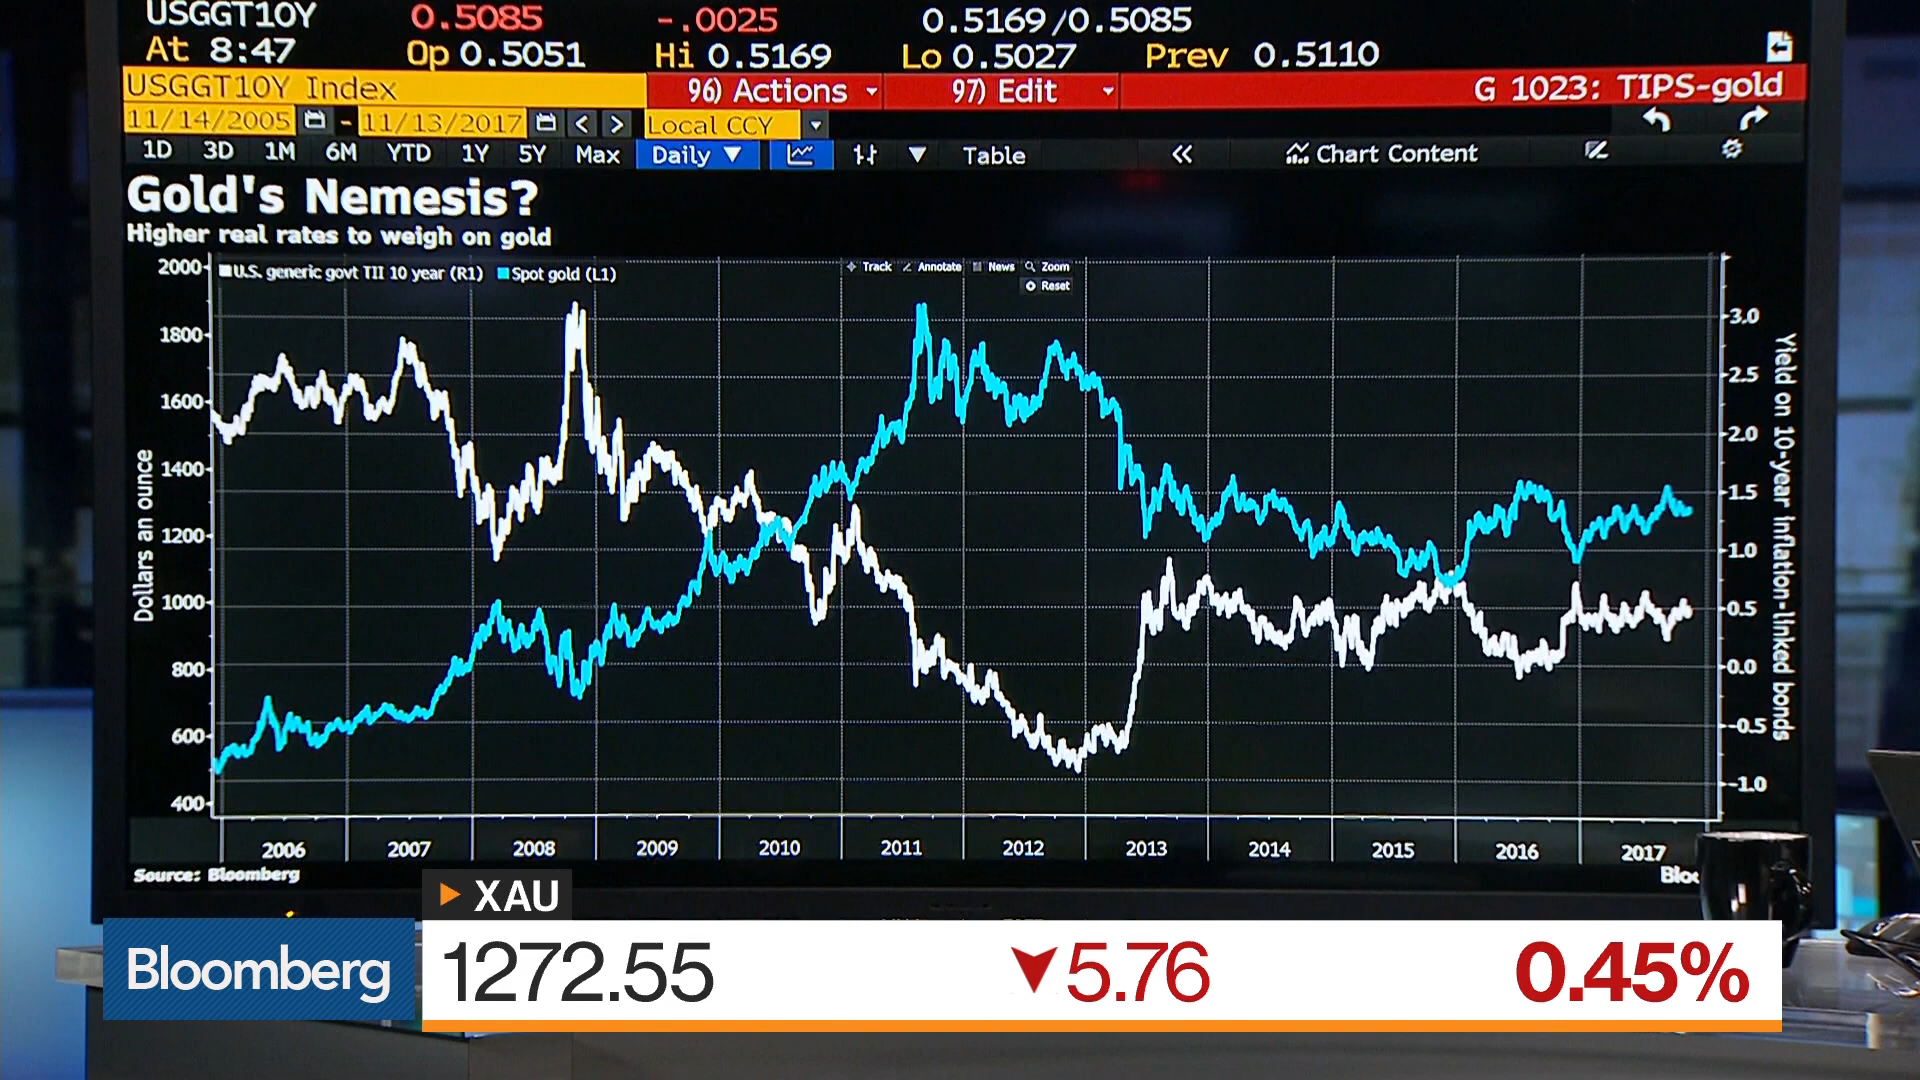 USGGT10Y 0.5085 -.0025 0.5169/0.5085
At 8:47 Op 0.5051 Hi 0.5169 Lo 0.5027 Prev 0.5110
USGGT10Y Index 96) Actions 97) Edit G 1023: TIPS-gold
11/14/2005 - 11/13/2017 < > Local CCY
1D 3D 1M 6M YTD 1Y 5Y Max Daily Table Chart Content
Gold's Nemesis?
Higher real rates to weigh on gold
U.S. generic govt TII 10 year (R1) Spot gold (L1)
Track Annotate News Zoom
Reset
2000
1800
1600
1400
1200
1000
800
600
400
Dollars an ounce
3.0
2.5
2.0
1.5
1.0
0.5
0.0
-0.5
-1.0
Yield on 10-year inflation-linked bonds
2006 2007 2008 2009 2010 2011 2012 2013 2014 2015 2016 2017
Source: Bloomberg
XAU
Bloomberg 1272.55 5.76 0.45%